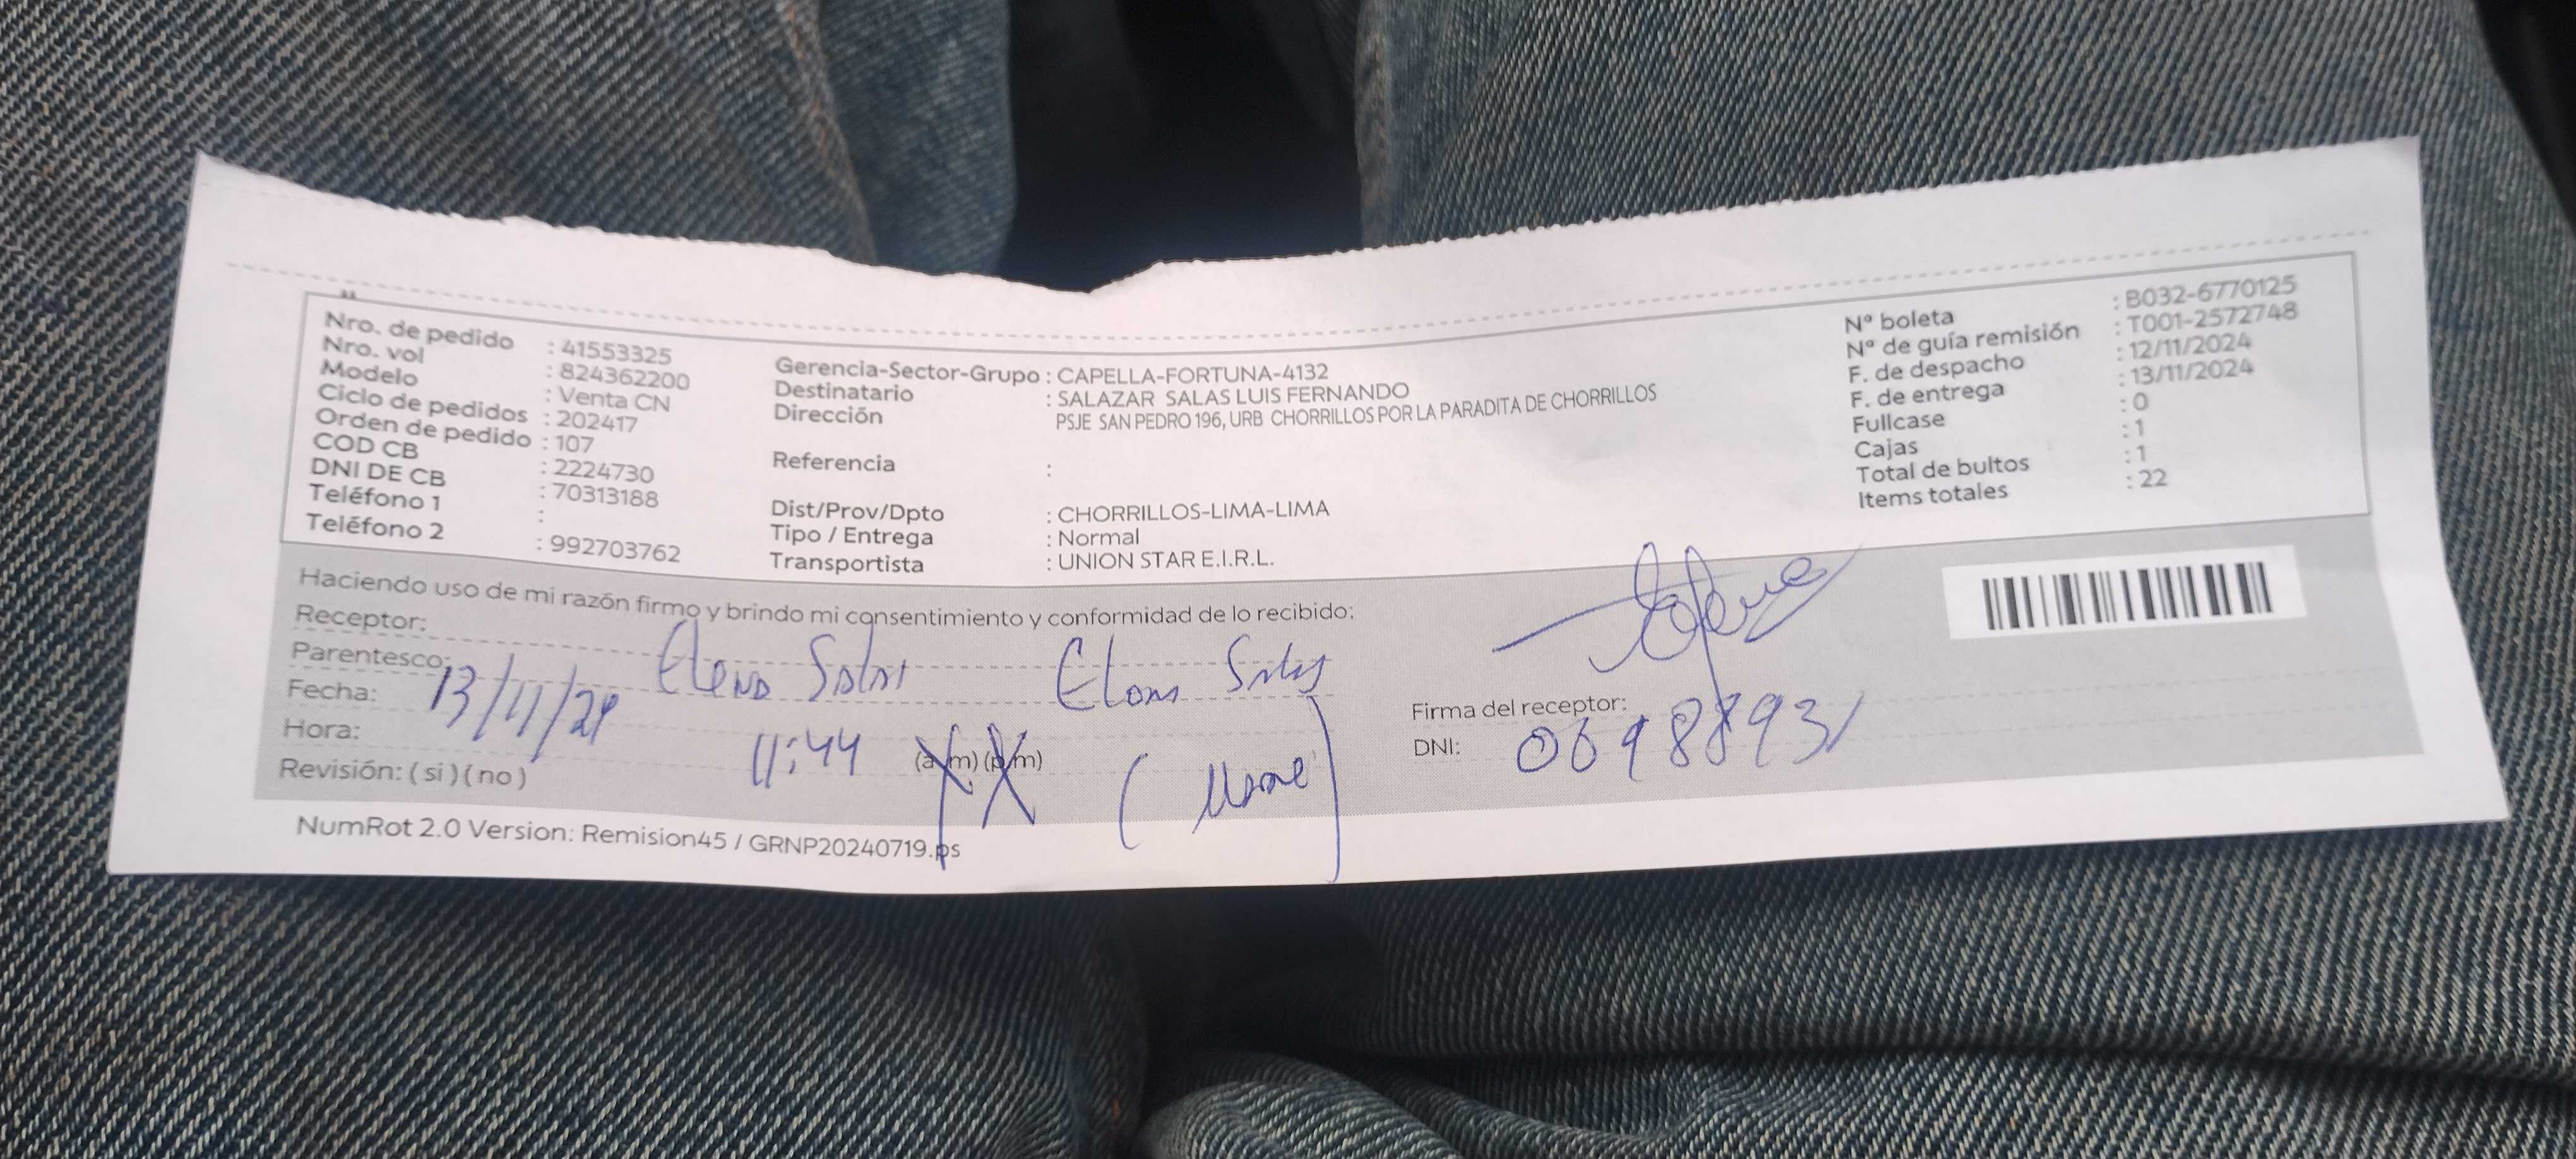 Nro. de pedido : 41553325
Nro. vol : 824362200
Modelo : Venta CN
Ciclo de pedidos : 202417
Orden de pedido : 107
COD CB : 2224730
DNI DE CB : 70313188
Teléfono 1 :
Teléfono 2 : 992703762
Gerencia-Sector-Grupo : CAPELLA-FORTUNA-4132
Destinatario : SALAZAR SALAS LUIS FERNANDO
Dirección PSJE SAN PEDRO 196, URB CHORRILLOS POR LA PARADITA DE CHORRILLOS
Referencia :
Dist/Prov/Dpto : CHORRILLOS-LIMA-LIMA
Tipo / Entrega : Normal
Transportista : UNION STAR E.I.R.L.
Nº boleta : B032-6770125
Nº de guía remisión : T001-2572748
F. de despacho : 12/11/2024
F. de entrega : 13/11/2024
Fullcase : 0
Cajas : 1
Total de bultos : 1
Items totales : 22
Haciendo uso de mi razón firmo y brindo mi consentimiento y conformidad de lo recibido:
Receptor:
Parentesco: Elena Salas Elena Salas
Fecha: 13/11/24
Hora: 11:44 (a/m) (p/m)
Revisión: ( si ) ( no )
Firma del receptor:
DNI: 06988931
NumRot 2.0 Version: Remision45 / GRNP20240719.ps